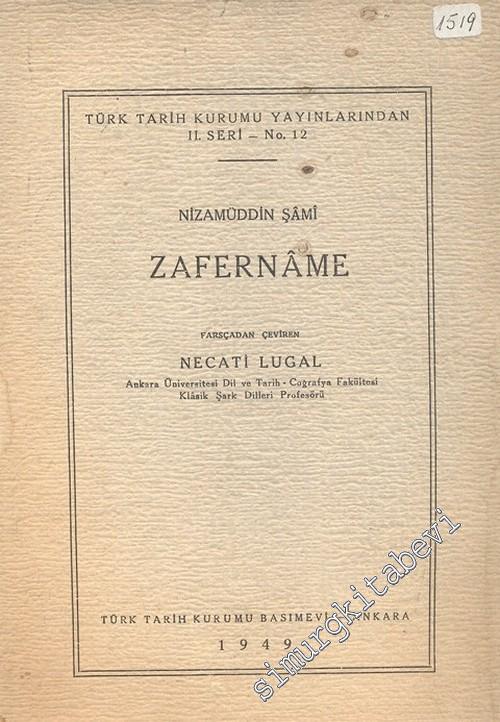 1519
TÜRK TARİH KURUMU YAYINLARINDAN
II. SERİ — No. 12
NİZAMÜDDİN ŞÂMÎ
ZAFERNÂME
FARSÇADAN ÇEVİREN
NECATİ LUGAL
Ankara Üniversitesi Dil ve Tarih - Coğrafya Fakültesi
Klâsik Şark Dilleri Profesörü
TÜRK TARİH KURUMU BASIMEVİ ANKARA
1949
simurgkitabevi